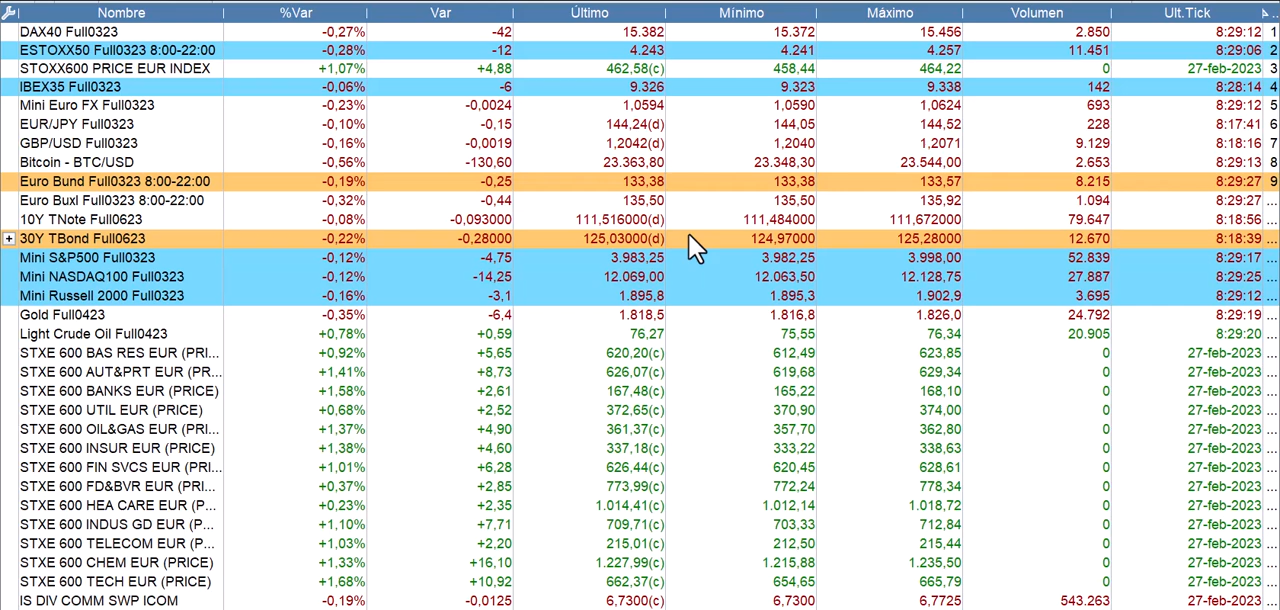 Nombre %Var Var Último Mínimo Máximo Volumen Ult.Tick
DAX40 Full0323 -0,27% -42 15.382 15.372 15.456 2.850 8:29:12 1
ESTOXX50 Full0323 8:00-22:00 -0,28% -12 4.243 4.241 4.257 11.451 8:29:06 2
STOXX600 PRICE EUR INDEX +1,07% +4,88 462,58(c) 458,44 464,22 0 27-feb-2023 3
IBEX35 Full0323 -0,06% -6 9.326 9.323 9.338 142 8:28:14 4
Mini Euro FX Full0323 -0,23% -0,0024 1,0594 1,0590 1,0624 693 8:29:12 5
EUR/JPY Full0323 -0,10% -0,15 144,24(d) 144,05 144,52 228 8:17:41 6
GBP/USD Full0323 -0,16% -0,0019 1,2042(d) 1,2040 1,2071 9.129 8:18:16 7
Bitcoin - BTC/USD -0,56% -130,60 23.363,80 23.348,30 23.544,00 2.653 8:29:13 8
Euro Bund Full0323 8:00-22:00 -0,19% -0,25 133,38 133,38 133,57 8.215 8:29:27 9
Euro Buxl Full0323 8:00-22:00 -0,32% -0,44 135,50 135,50 135,92 1.094 8:29:27 ...
10Y TNote Full0623 -0,08% -0,093000 111,516000(d) 111,484000 111,672000 79.647 8:18:56 ...
30Y TBond Full0623 -0,22% -0,28000 125,03000(d) 124,97000 125,28000 12.670 8:18:39 ...
Mini S&P500 Full0323 -0,12% -4,75 3.983,25 3.982,25 3.998,00 52.839 8:29:17 ...
Mini NASDAQ100 Full0323 -0,12% -14,25 12.069,00 12.063,50 12.128,75 27.887 8:29:25 ...
Mini Russell 2000 Full0323 -0,16% -3,1 1.895,8 1.895,3 1.902,9 3.695 8:29:12 ...
Gold Full0423 -0,35% -6,4 1.818,5 1.816,8 1.826,0 24.792 8:29:19 ...
Light Crude Oil Full0423 +0,78% +0,59 76,27 75,55 76,34 20.905 8:29:20 ...
STXE 600 BAS RES EUR (PRI... +0,92% +5,65 620,20(c) 612,49 623,85 0 27-feb-2023 ...
STXE 600 AUT&PRT EUR (PR... +1,41% +8,73 626,07(c) 619,68 629,34 0 27-feb-2023 ...
STXE 600 BANKS EUR (PRICE) +1,58% +2,61 167,48(c) 165,22 168,10 0 27-feb-2023 ...
STXE 600 UTIL EUR (PRICE) +0,68% +2,52 372,65(c) 370,90 374,00 0 27-feb-2023 ...
STXE 600 OIL&GAS EUR (PRI... +1,37% +4,90 361,37(c) 357,70 362,80 0 27-feb-2023 ...
STXE 600 INSUR EUR (PRICE) +1,38% +4,60 337,18(c) 333,22 338,63 0 27-feb-2023 ...
STXE 600 FIN SVCS EUR (PRI... +1,01% +6,28 626,44(c) 620,45 628,61 0 27-feb-2023 ...
STXE 600 FD&BVR EUR (PRI... +0,37% +2,85 773,99(c) 772,24 778,34 0 27-feb-2023 ...
STXE 600 HEA CARE EUR (P... +0,23% +2,35 1.014,41(c) 1.012,14 1.018,72 0 27-feb-2023 ...
STXE 600 INDUS GD EUR (P... +1,10% +7,71 709,71(c) 703,33 712,84 0 27-feb-2023 ...
STXE 600 TELECOM EUR (P... +1,03% +2,20 215,01(c) 212,50 215,44 0 27-feb-2023 ...
STXE 600 CHEM EUR (PRICE) +1,33% +16,10 1.227,99(c) 1.215,88 1.235,50 0 27-feb-2023 ...
STXE 600 TECH EUR (PRICE) +1,68% +10,92 662,37(c) 654,65 665,79 0 27-feb-2023 ...
IS DIV COMM SWP ICOM -0,19% -0,0125 6,7300(c) 6,7300 6,7725 543.263 27-feb-2023 ...